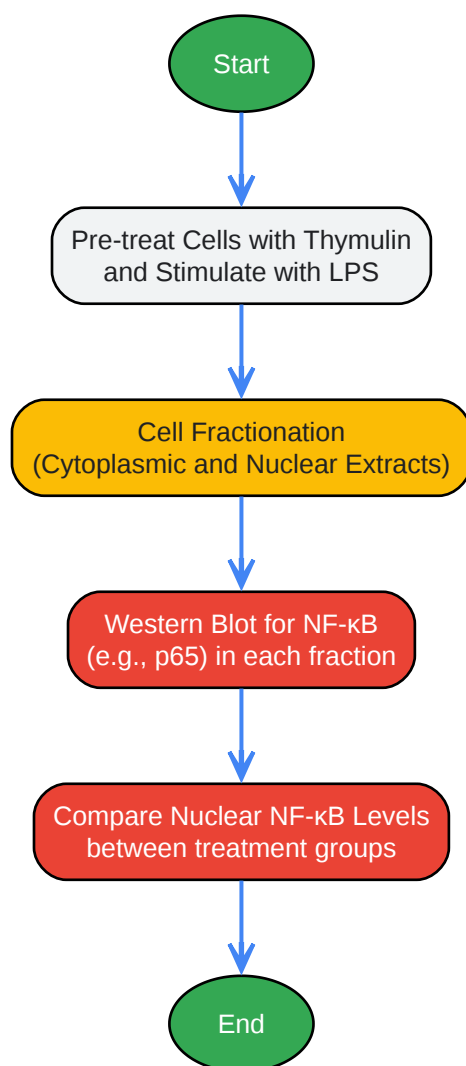 Start
Pre-treat Cells with Thymulin
and Stimulate with LPS
Cell Fractionation
(Cytoplasmic and Nuclear Extracts)
Western Blot for NF-κB
(e.g., p65) in each fraction
Compare Nuclear NF-κB Levels
between treatment groups
End